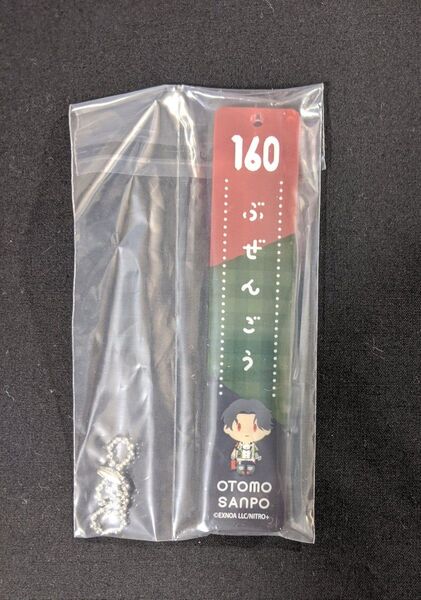 160
ぶぜんごう
OTOMO
SANPO
©EXNOA LLC/NITRO+